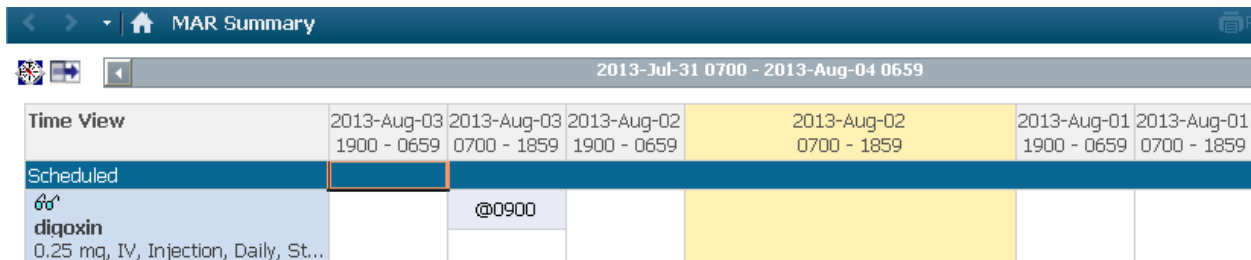 MAR Summary
2013-Jul-31 0700 - 2013-Aug-04 0659
Time View
2013-Aug-03 1900 - 0659
2013-Aug-03 0700 - 1859
2013-Aug-02 1900 - 0659
2013-Aug-02 0700 - 1859
2013-Aug-01 1900 - 0659
2013-Aug-01 0700 - 1859
Scheduled
@0900
digoxin
0.25 mg, IV, Injection, Daily, St...